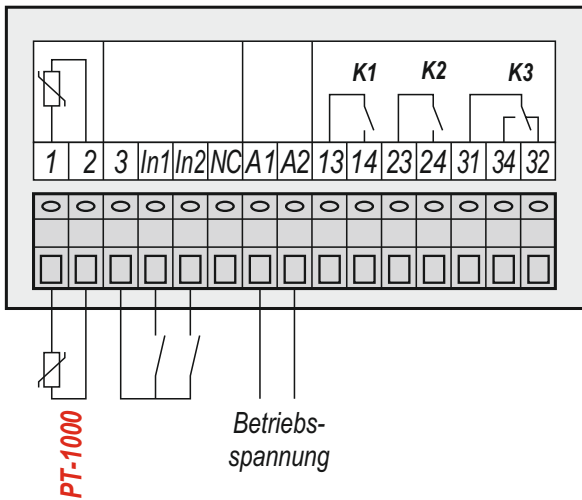 K1 K2 K3
1 2 3 In1 In2 NC A1 A2 13 14 23 24 31 34 32
PT-1000
Betriebs-
spannung